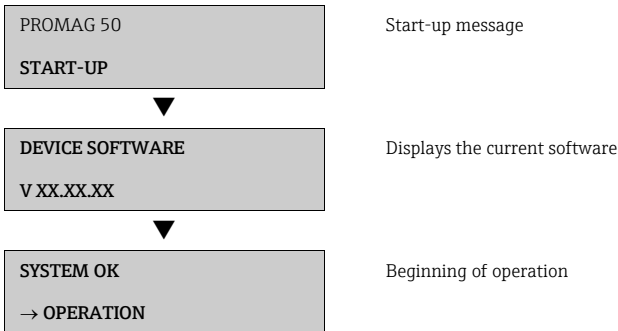 PROMAG 50
Start-up message
START-UP
▼
DEVICE SOFTWARE
Displays the current software
V XX.XX.XX
▼
SYSTEM OK
Beginning of operation
→ OPERATION